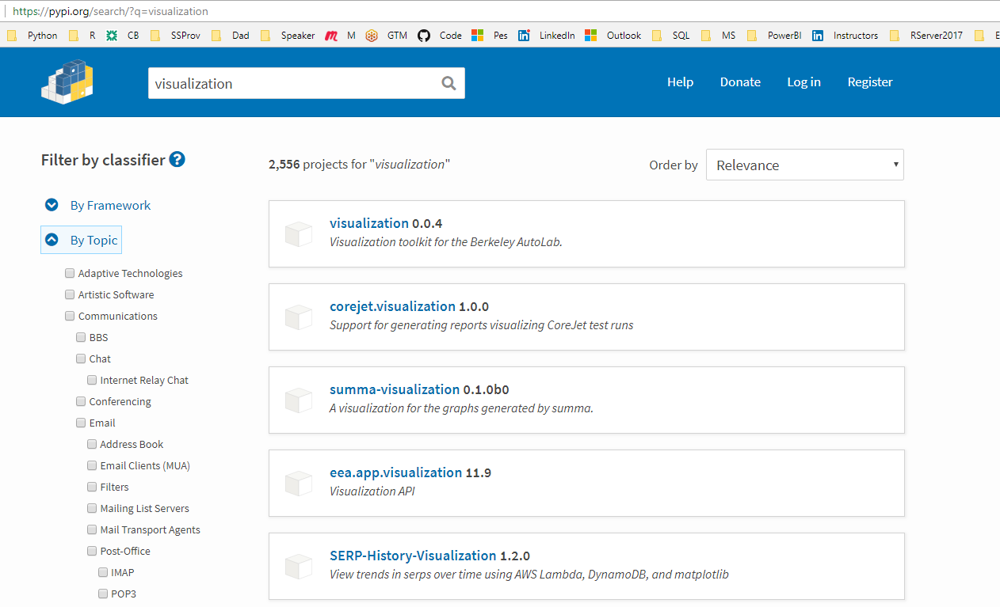 https://pypi.org/search/?q=visualization
Python R CB SSProv Dad Speaker M GTM Code Pes LinkedIn Outlook SQL MS PowerBI Instructors RServer2017 E
visualization
Help Donate Log in Register
Filter by classifier ?
2,556 projects for "visualization"
Order by Relevance
By Framework
By Topic
Adaptive Technologies
Artistic Software
Communications
BBS
Chat
Internet Relay Chat
Conferencing
Email
Address Book
Email Clients (MUA)
Filters
Mailing List Servers
Mail Transport Agents
Post-Office
IMAP
POP3
visualization 0.0.4
Visualization toolkit for the Berkeley AutoLab.
corejet.visualization 1.0.0
Support for generating reports visualizing CoreJet test runs
summa-visualization 0.1.0b0
A visualization for the graphs generated by summa.
eea.app.visualization 11.9
Visualization API
SERP-History-Visualization 1.2.0
View trends in serps over time using AWS Lambda, DynamoDB, and matplotlib